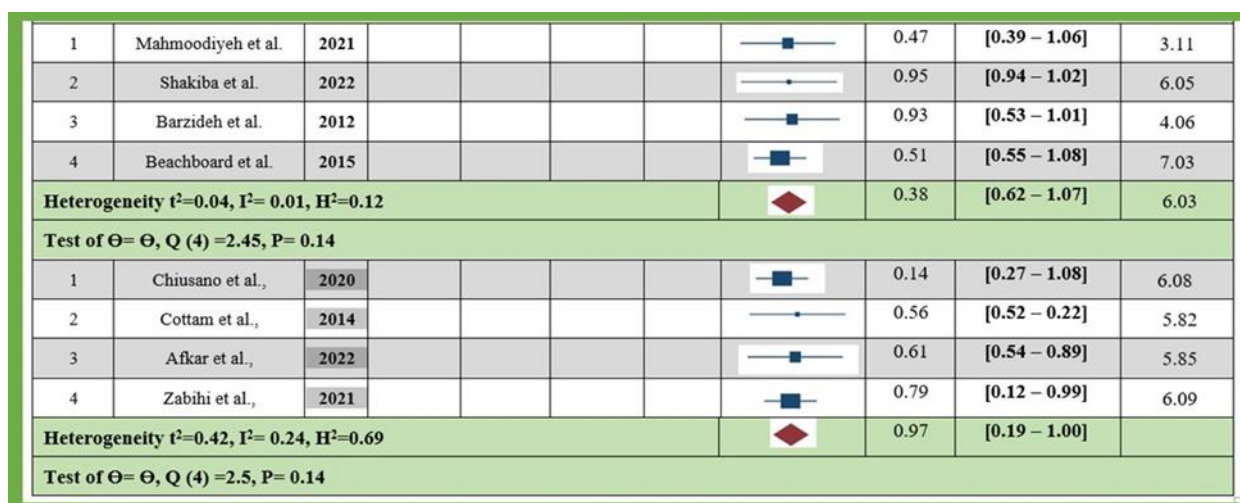 1 Mahmoodiyeh et al. 2021 0.47 [0.39 – 1.06] 3.11
2 Shakiba et al. 2022 0.95 [0.94 – 1.02] 6.05
3 Barzideh et al. 2012 0.93 [0.53 – 1.01] 4.06
4 Beachboard et al. 2015 0.51 [0.55 – 1.08] 7.03
Heterogeneity t²=0.04, I²= 0.01, H²=0.12 0.38 [0.62 – 1.07] 6.03
Test of Ɵ= Ɵ, Q (4) =2.45, P= 0.14
1 Chiusano et al., 2020 0.14 [0.27 – 1.08] 6.08
2 Cottam et al., 2014 0.56 [0.52 – 0.22] 5.82
3 Afkar et al., 2022 0.61 [0.54 – 0.89] 5.85
4 Zabihi et al., 2021 0.79 [0.12 – 0.99] 6.09
Heterogeneity t²=0.42, I²= 0.24, H²=0.69 0.97 [0.19 – 1.00]
Test of Ɵ= Ɵ, Q (4) =2.5, P= 0.14